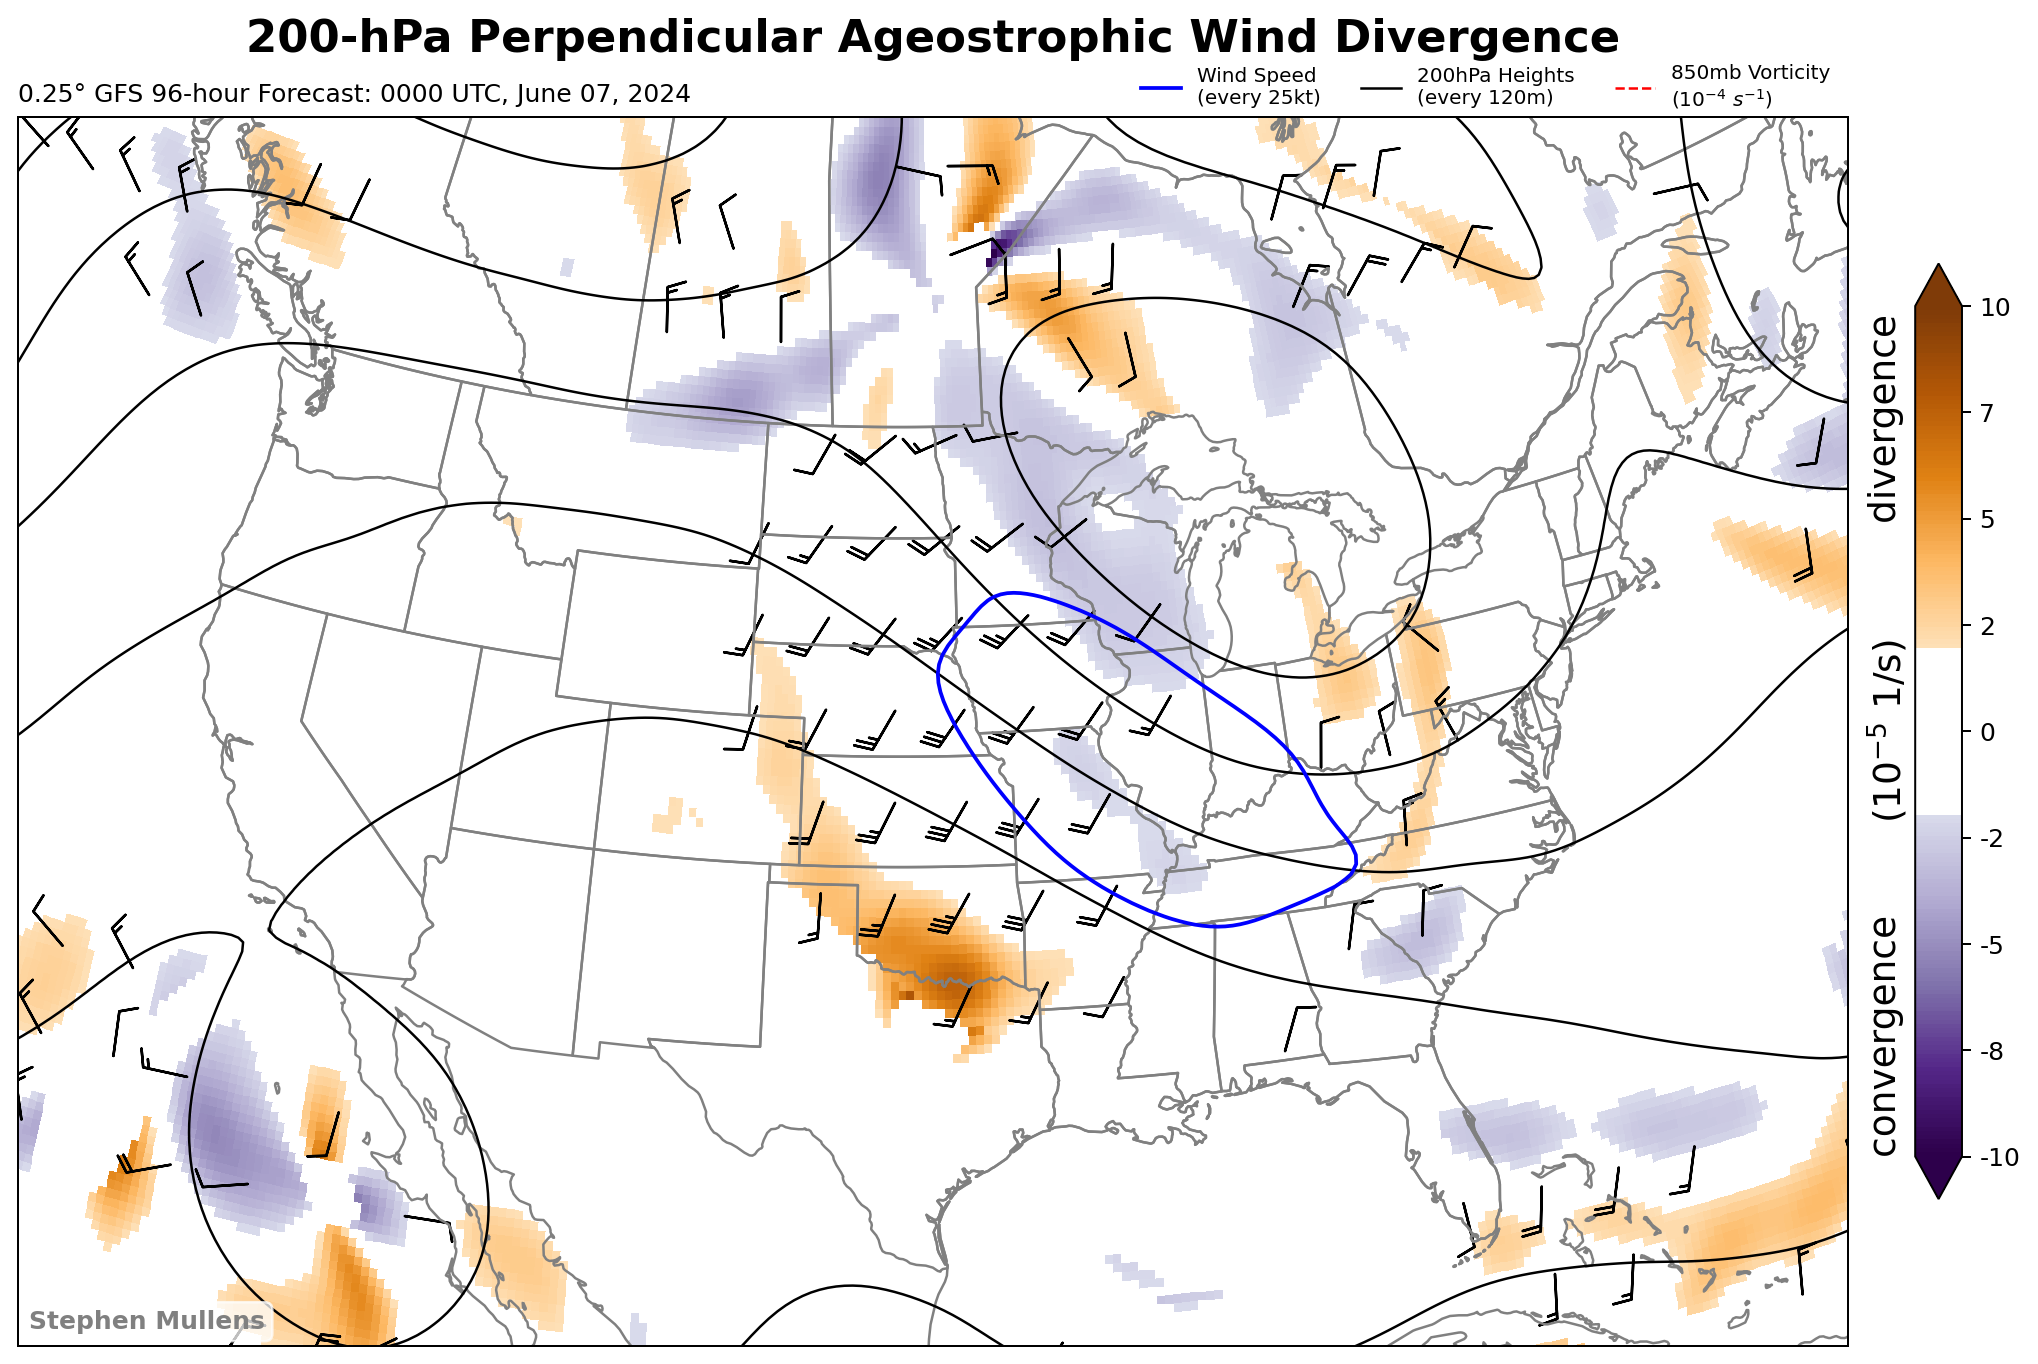 200-hPa Perpendicular Ageostrophic Wind Divergence
0.25° GFS 96-hour Forecast: 0000 UTC, June 07, 2024
Wind Speed
(every 25kt)
200hPa Heights
(every 120m)
850mb Vorticity
(10⁻⁴ s⁻¹)
10
7
5
2
0
-2
-5
-8
-10
convergence (10⁻⁵ 1/s) divergence
Stephen Mullens